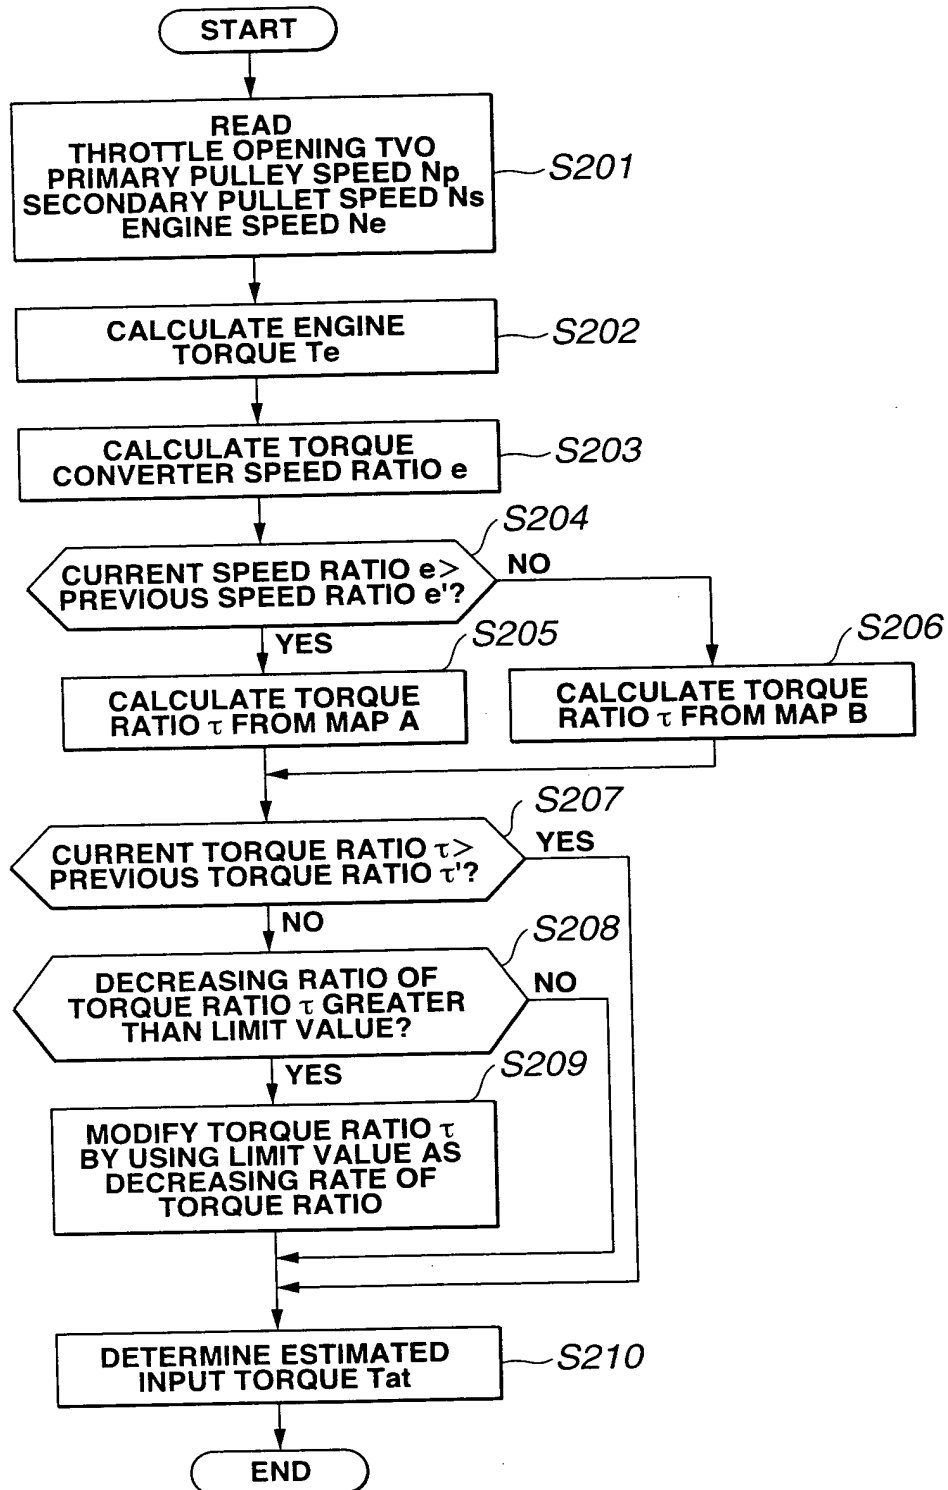 START
READ
THROTTLE OPENING TVO
PRIMARY PULLEY SPEED Np
SECONDARY PULLET SPEED Ns
ENGINE SPEED Ne
S201
CALCULATE ENGINE
TORQUE Te
S202
CALCULATE TORQUE
CONVERTER SPEED RATIO e
S203
S204
CURRENT SPEED RATIO e>
PREVIOUS SPEED RATIO e'?
NO
YES
S205
CALCULATE TORQUE
RATIO τ FROM MAP A
S206
CALCULATE TORQUE
RATIO τ FROM MAP B
S207
CURRENT TORQUE RATIO τ>
PREVIOUS TORQUE RATIO τ'?
YES
NO
S208
DECREASING RATIO OF
TORQUE RATIO τ GREATER
THAN LIMIT VALUE?
NO
YES
S209
MODIFY TORQUE RATIO τ
BY USING LIMIT VALUE AS
DECREASING RATE OF
TORQUE RATIO
DETERMINE ESTIMATED
INPUT TORQUE Tat
S210
END